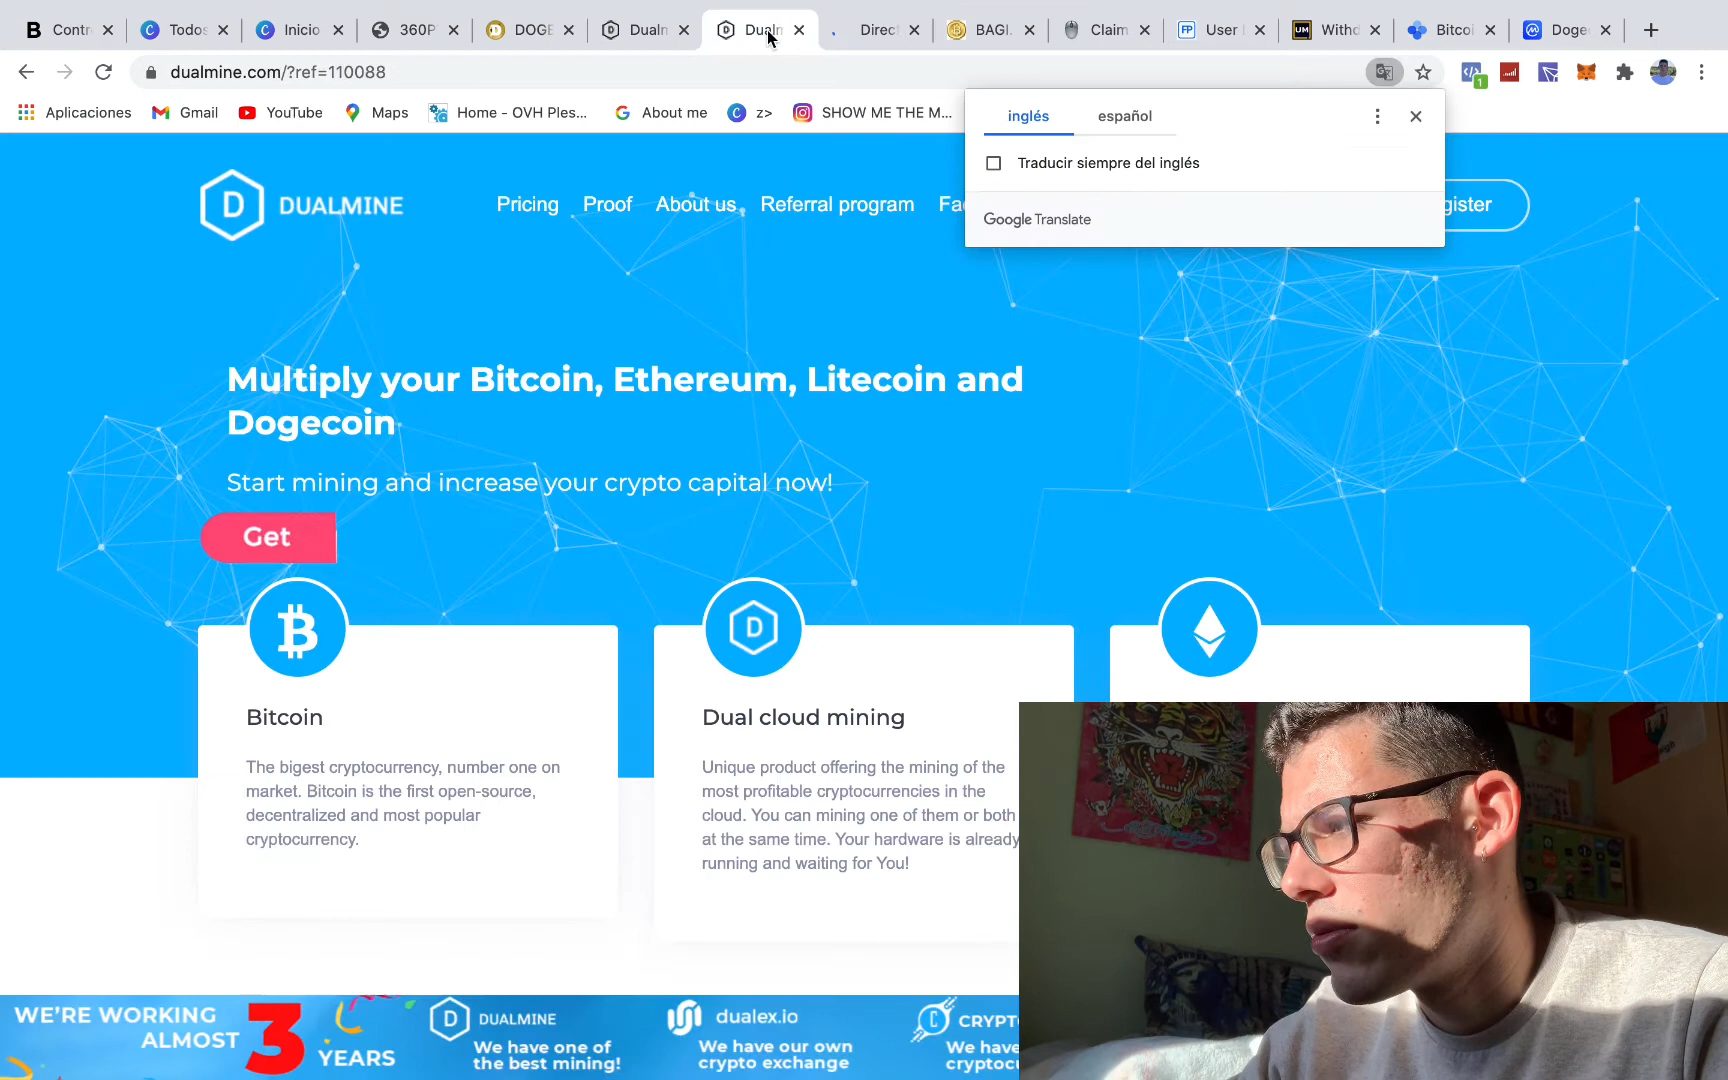 Contr
Todos
Inicio
360P
DOGE
Dualm
Dualm
Direct
BAGI.
Claim
User
Withd
Bitcoi
Doge
dualmine.com/?ref=110088
1
Aplicaciones
Gmail
YouTube
Maps
Home - OVH Ples...
About me
z>
SHOW ME THE M...
inglés
español
Traducir siempre del inglés
Google Translate
D DUALMINE
Pricing
Proof
About us
Referral program
Fa
gister
Multiply your Bitcoin, Ethereum, Litecoin and
Dogecoin
Start mining and increase your crypto capital now!
Get
Bitcoin
The bigest cryptocurrency, number one on
market. Bitcoin is the first open-source,
decentralized and most popular
cryptocurrency.
D
Dual cloud mining
Unique product offering the mining of the
most profitable cryptocurrencies in the
cloud. You can mining one of them or both
at the same time. Your hardware is already
running and waiting for You!
WE'RE WORKING
ALMOST
3
YEARS
D DUALMINE
We have one of
the best mining!
dualex.io
We have our own
crypto exchange
CRYPT
We have
cryptoc